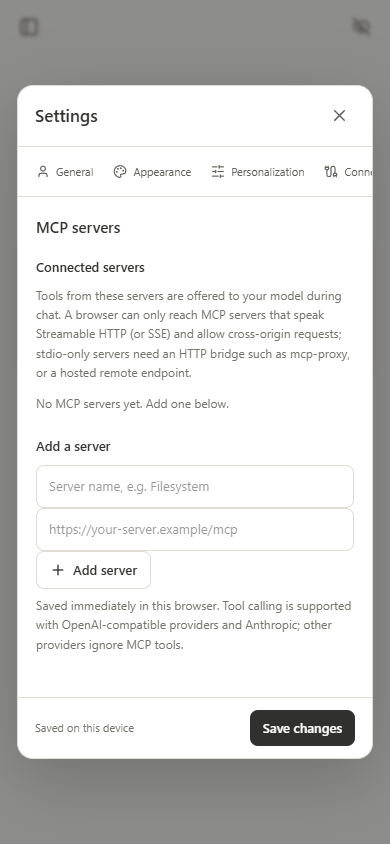 Settings
General
Appearance
Personalization
Conne
MCP servers
Connected servers
Tools from these servers are offered to your model during
chat. A browser can only reach MCP servers that speak
Streamable HTTP (or SSE) and allow cross-origin requests;
stdio-only servers need an HTTP bridge such as mcp-proxy,
or a hosted remote endpoint.
No MCP servers yet. Add one below.
Add a server
Server name, e.g. Filesystem
https://your-server.example/mcp
Add server
Saved immediately in this browser. Tool calling is supported
with OpenAI-compatible providers and Anthropic; other
providers ignore MCP tools.
Saved on this device
Save changes